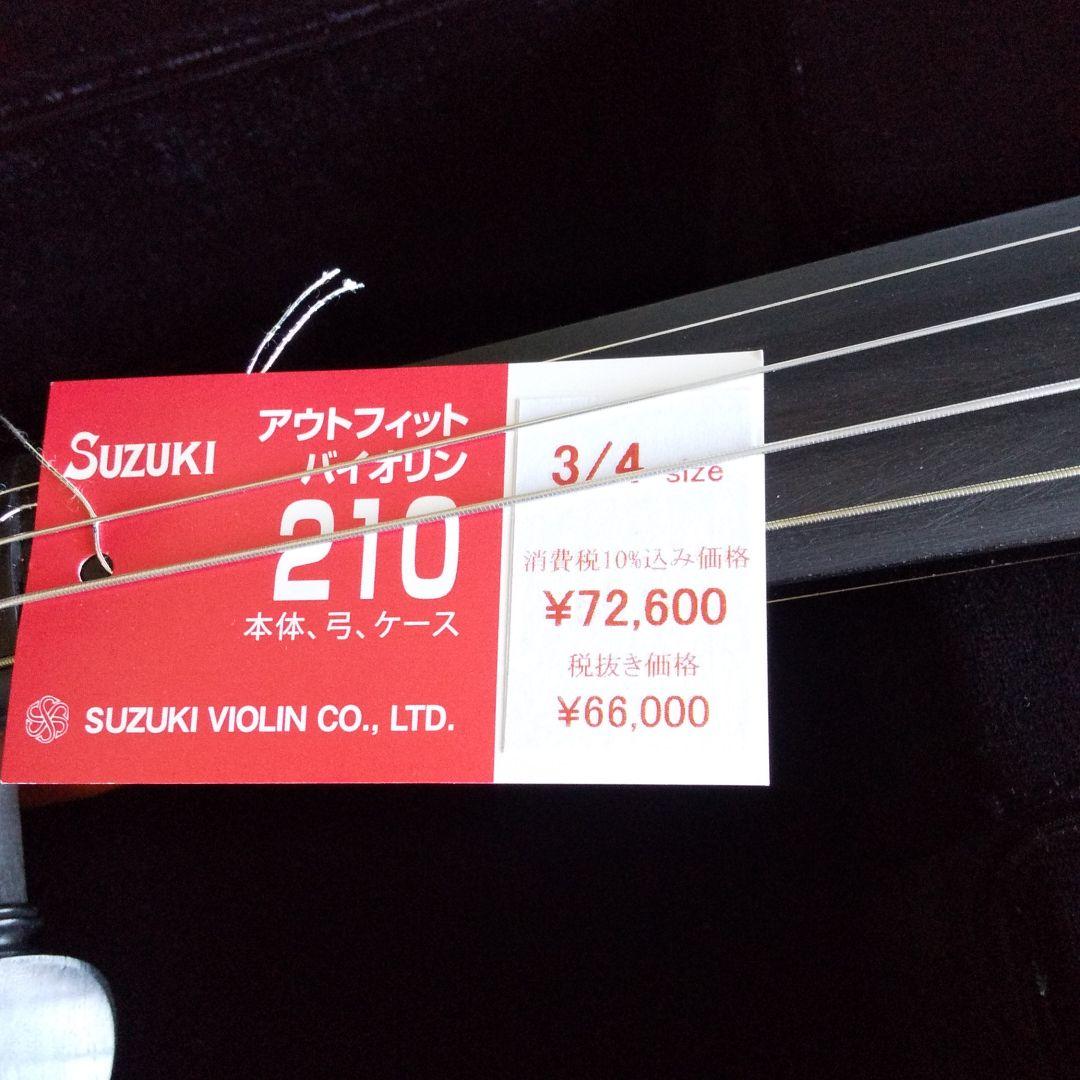 SUZUKI
アウトフィット
バイオリン
210
本体、弓、ケース
SUZUKI VIOLIN CO., LTD.
3/4 size
消費税10%込み価格
¥72,600
税抜き価格
¥66,000